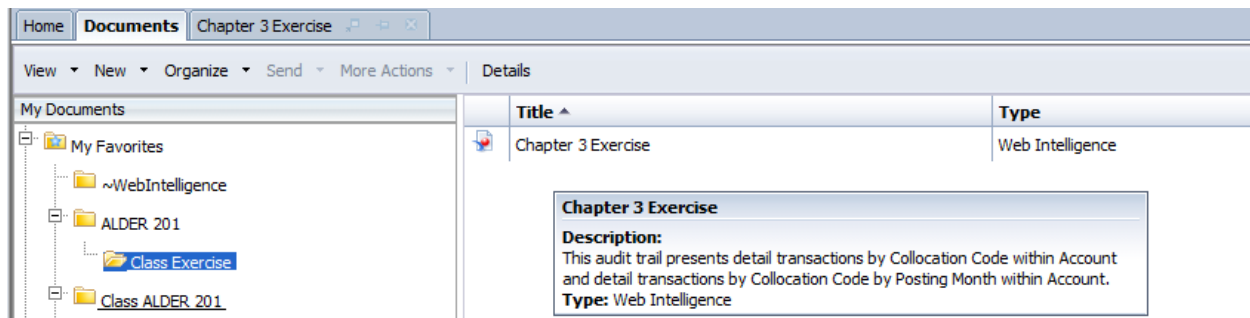 Home Documents Chapter 3 Exercise
View New Organize Send More Actions Details
My Documents
Title Type
My Favorites
Chapter 3 Exercise Web Intelligence
~WebIntelligence
ALDER 201
Class Exercise
Class ALDER 201
Chapter 3 Exercise
Description:
This audit trail presents detail transactions by Collocation Code within Account
and detail transactions by Collocation Code by Posting Month within Account.
Type: Web Intelligence